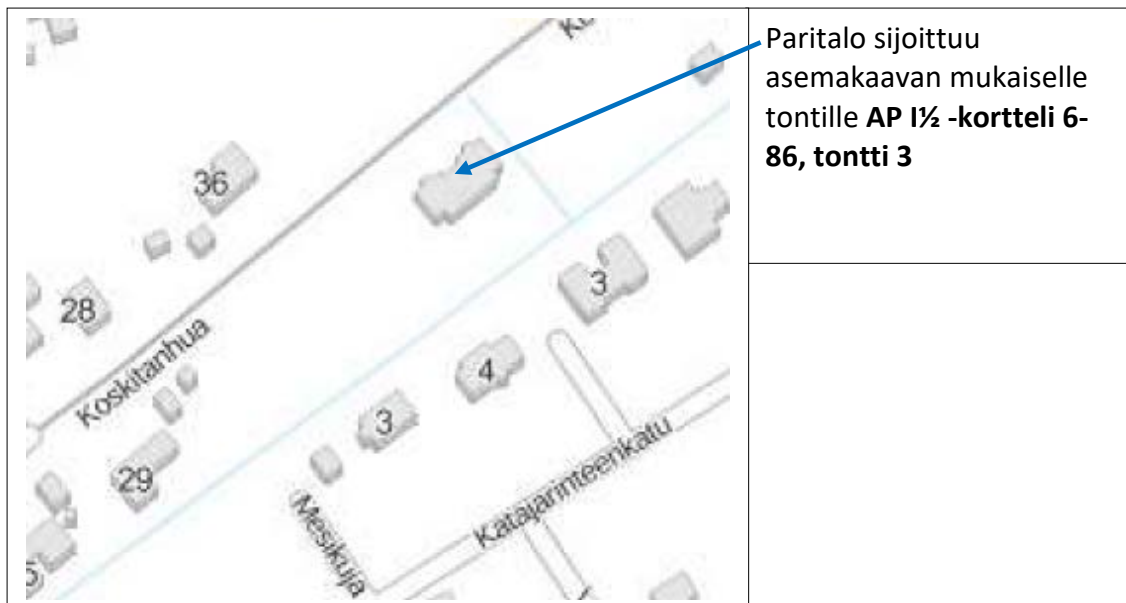 Paritalo sijoittuu
asemakaavan mukaiselle
tontille AP I½ -kortteli 6-
86, tontti 3
36
28
Koskitanhua
3
4
3
29
Katajarinteenkatu
Mesikuja